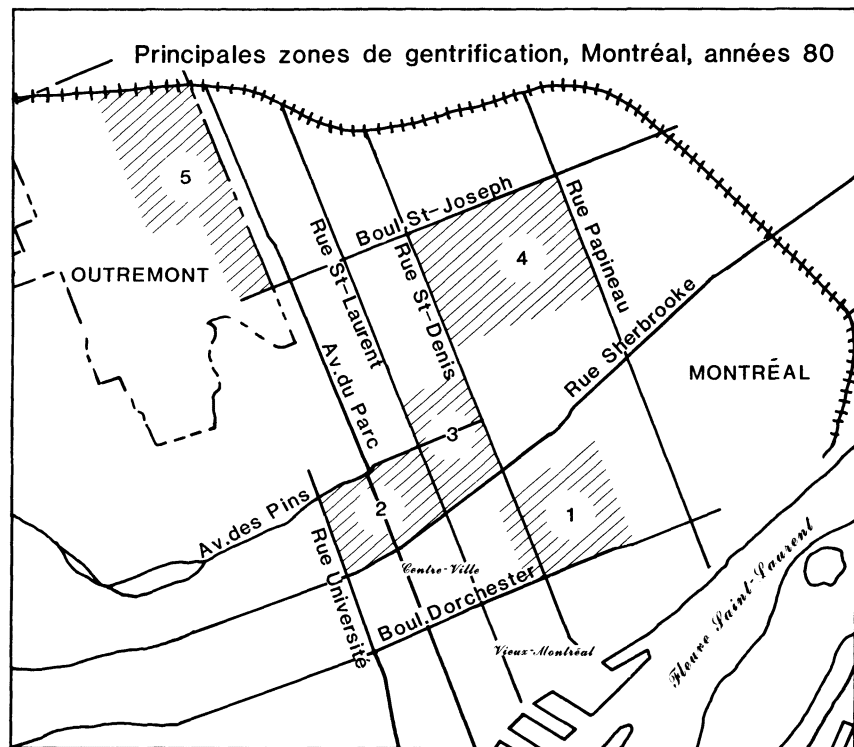 Principales zones de gentrification, Montréal, années 80
5
OUTREMONT
Rue St-Laurent
Boul. St-Joseph
Rue St-Denis
4
Rue Papineau
Av. du Parc
Rue Sherbrooke
MONTRÉAL
3
Av. des Pins
2
1
Rue Université
Centre-Ville
Boul. Dorchester
Vieux-Montréal
Fleuve Saint-Laurent